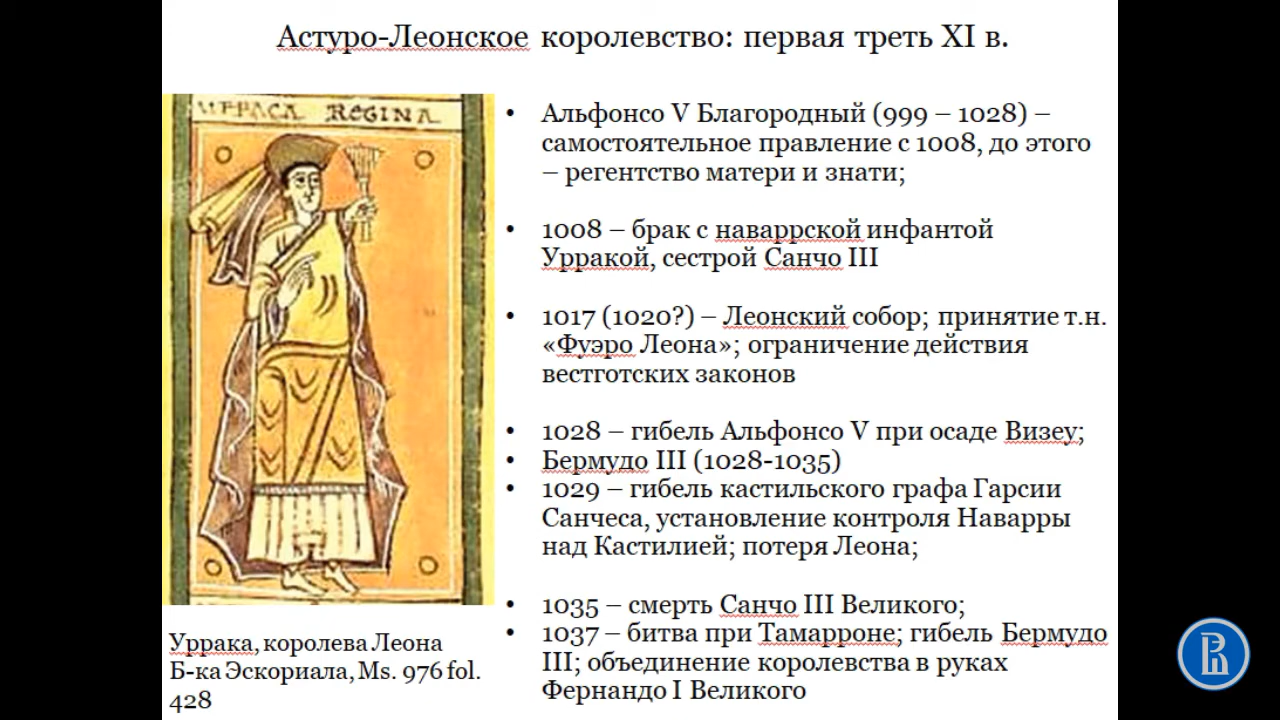 Астуро-Леонское королевство: первая треть XI в.
VRRACA REGINA
• Альфонсо V Благородный (999 – 1028) –
самостоятельное правление с 1008, до этого
– регентство матери и знати;
• 1008 – брак с наваррской инфантой
Урракой, сестрой Санчо III
• 1017 (1020?) – Леонский собор; принятие т.н.
«Фуэро Леона»; ограничение действия
вестготских законов
• 1028 – гибель Альфонсо V при осаде Визеу;
• Бермудо III (1028-1035)
• 1029 – гибель кастильского графа Гарсии
Санчеса, установление контроля Наварры
над Кастилией; потеря Леона;
• 1035 – смерть Санчо III Великого;
• 1037 – битва при Тамарроне; гибель Бермудо
III; объединение королевства в руках
Фернандо I Великого
Уррака, королева Леона
Б-ка Эскориала, Ms. 976 fol.
428